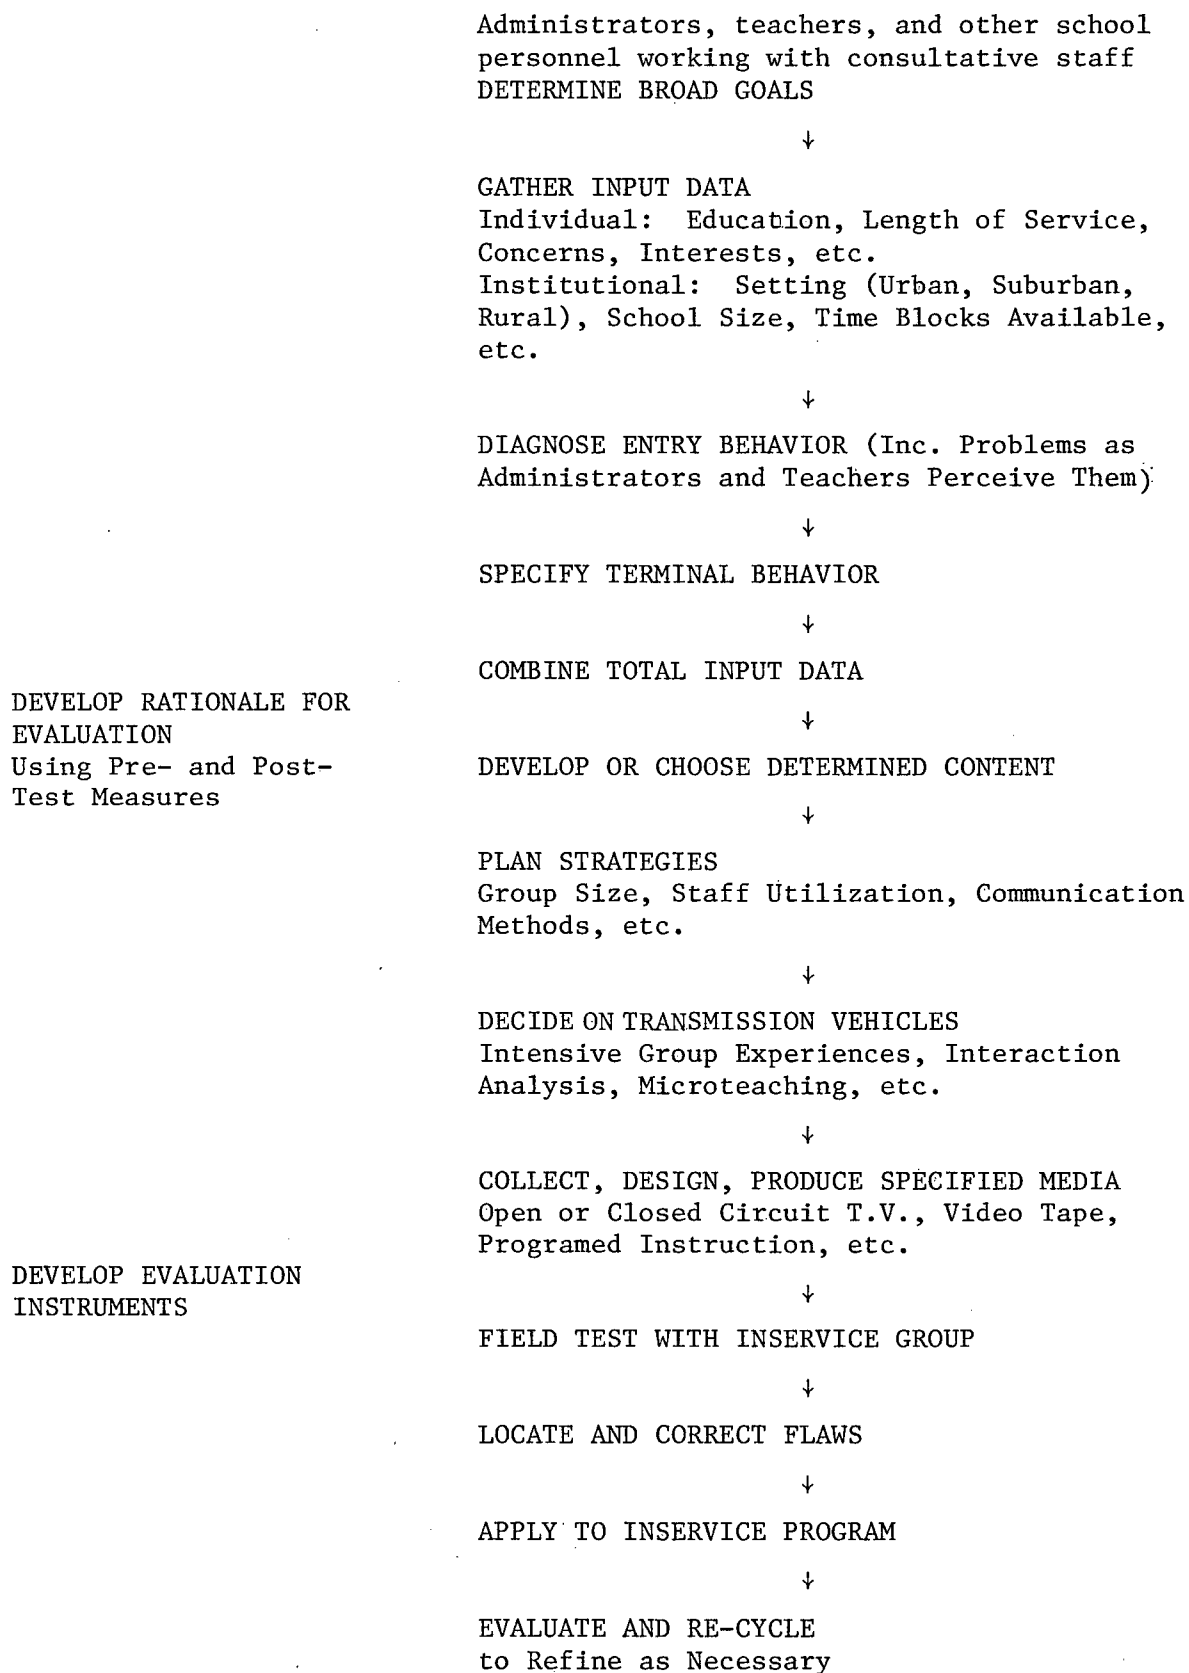 Administrators, teachers, and other school
personnel working with consultative staff
DETERMINE BROAD GOALS
↓
GATHER INPUT DATA
Individual: Education, Length of Service,
Concerns, Interests, etc.
Institutional: Setting (Urban, Suburban,
Rural), School Size, Time Blocks Available,
etc.
↓
DIAGNOSE ENTRY BEHAVIOR (Inc. Problems as
Administrators and Teachers Perceive Them)
↓
SPECIFY TERMINAL BEHAVIOR
↓
COMBINE TOTAL INPUT DATA
↓
DEVELOP RATIONALE FOR
EVALUATION
Using Pre- and Post-
Test Measures
DEVELOP OR CHOOSE DETERMINED CONTENT
↓
PLAN STRATEGIES
Group Size, Staff Utilization, Communication
Methods, etc.
↓
DECIDE ON TRANSMISSION VEHICLES
Intensive Group Experiences, Interaction
Analysis, Microteaching, etc.
↓
COLLECT, DESIGN, PRODUCE SPECIFIED MEDIA
Open or Closed Circuit T.V., Video Tape,
Programed Instruction, etc.
↓
DEVELOP EVALUATION
INSTRUMENTS
FIELD TEST WITH INSERVICE GROUP
↓
LOCATE AND CORRECT FLAWS
↓
APPLY TO INSERVICE PROGRAM
↓
EVALUATE AND RE-CYCLE
to Refine as Necessary